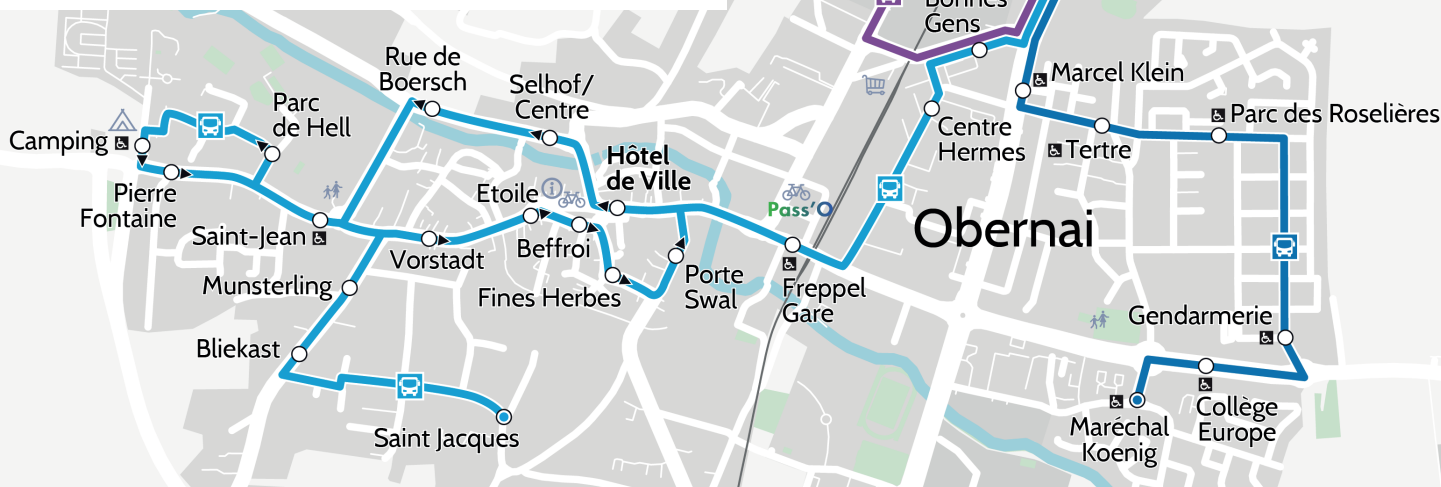 Bonnes
Gens
Rue de
Boersch
Selhof/
Centre
Marcel Klein
Parc
de Hell
Parc des Roselières
Camping
Centre
Hermes
Tertre
Hôtel
de Ville
Pierre
Fontaine
Etoile
i
Pass'O
Obernai
Saint-Jean
Vorstadt
Beffroi
Munsterling
Fines Herbes
Porte
Swal
Freppel
Gare
Gendarmerie
Bliekast
Saint Jacques
Collège
Europe
Maréchal
Koenig